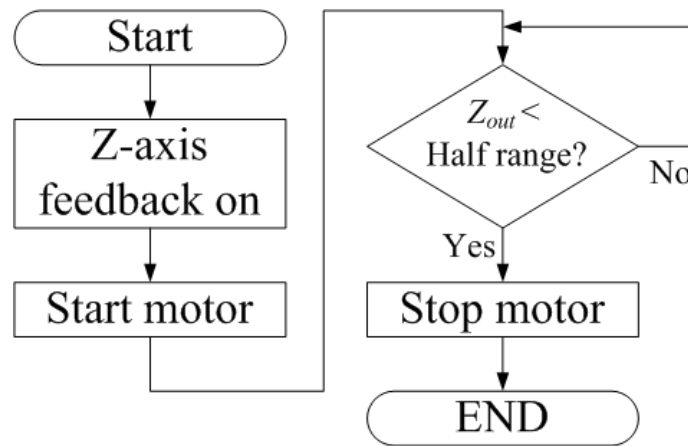 Start
Z-axis
feedback on
Start motor
Zout <
Half range?
No
Yes
Stop motor
END